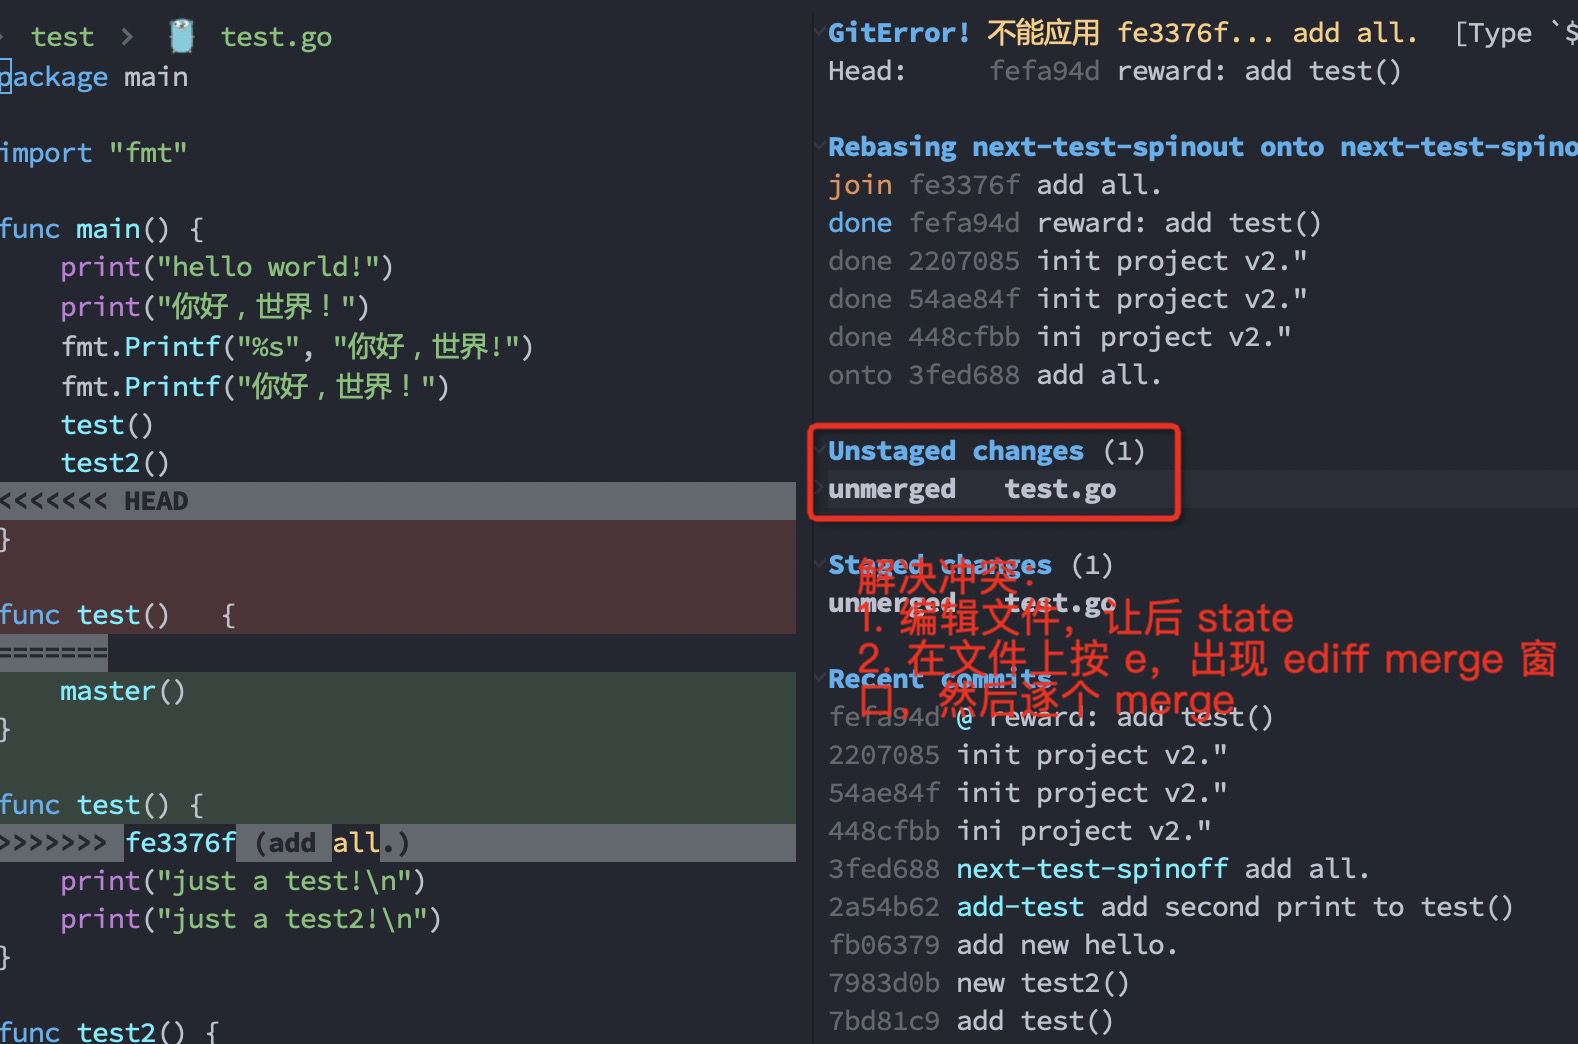 test > test.go
package main
import "fmt"
func main() {
print("hello world!")
print("你好，世界！")
fmt.Printf("%s", "你好，世界!")
fmt.Printf("你好，世界！")
test()
test2()
<<<<<<< HEAD
}
func test()   {
=======
master()
}
func test() {
>>>>>>> fe3376f (add all.)
print("just a test!\n")
print("just a test2!\n")
}
func test2() {
GitError! 不能应用 fe3376f... add all.  [Type `$
Head:     fefa94d reward: add test()
Rebasing next-test-spinout onto next-test-spino
join fe3376f add all.
done fefa94d reward: add test()
done 2207085 init project v2."
done 54ae84f init project v2."
done 448cfbb ini project v2."
onto 3fed688 add all.
Unstaged changes (1)
unmerged   test.go
Staged changes (1)
unmerged   test.go
解决冲突：
1. 编辑文件，让后 state
2. 在文件上按 e，出现 ediff merge 窗
口，然后逐个 merge
Recent commits
fefa94d @ reward: add test()
2207085 init project v2."
54ae84f init project v2."
448cfbb ini project v2."
3fed688 next-test-spinoff add all.
2a54b62 add-test add second print to test()
fb06379 add new hello.
7983d0b new test2()
7bd81c9 add test()